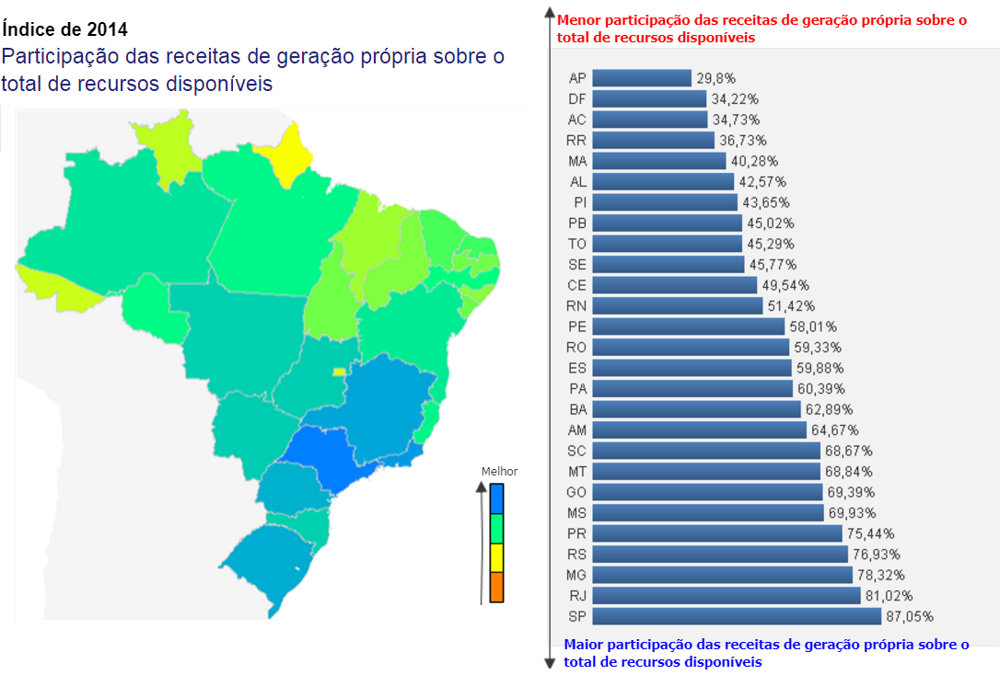 Índice de 2014
Participação das receitas de geração própria sobre o
total de recursos disponíveis
Melhor
Menor participação das receitas de geração própria sobre o
total de recursos disponíveis
AP 29,8%
DF 34,22%
AC 34,73%
RR 36,73%
MA 40,28%
AL 42,57%
PI 43,65%
PB 45,02%
TO 45,29%
SE 45,77%
CE 49,54%
RN 51,42%
PE 58,01%
RO 59,33%
ES 59,88%
PA 60,39%
BA 62,89%
AM 64,67%
SC 68,67%
MT 68,84%
GO 69,39%
MS 69,93%
PR 75,44%
RS 76,93%
MG 78,32%
RJ 81,02%
SP 87,05%
Maior participação das receitas de geração própria sobre o
total de recursos disponíveis